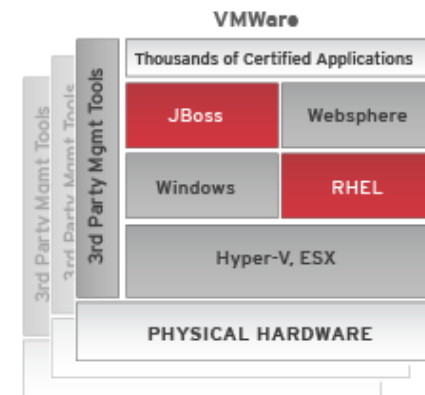 VMWare
Thousands of Certified Applications
JBoss
Websphere
Windows
RHEL
Hyper-V, ESX
PHYSICAL HARDWARE
3rd Party Mgmt Tools
3rd Party Mgmt Tools
3rd Party Mgmt Tools